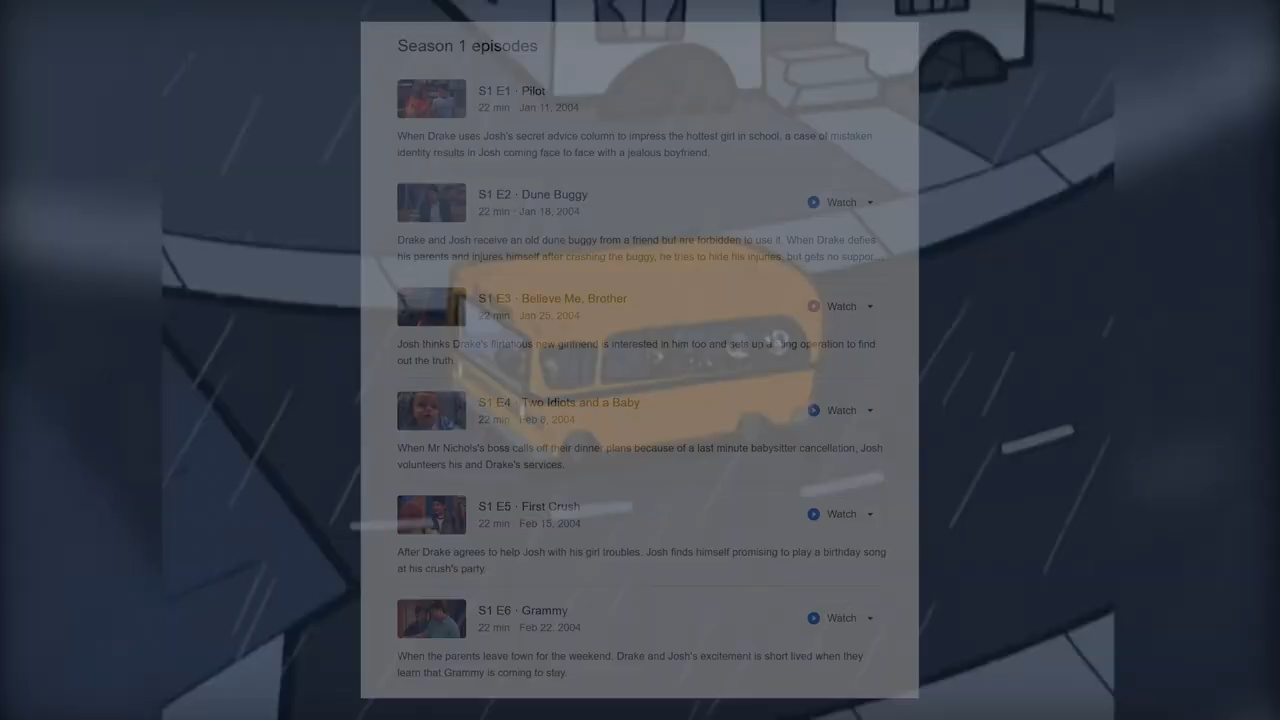 Season 1 episodes
S1 E1 · Pilot
22 min · Jan 11, 2004
When Drake uses Josh's secret advice column to impress the hottest girl in school, a case of mistaken
identity results in Josh coming face to face with a jealous boyfriend.
S1 E2 · Dune Buggy
22 min · Jan 18, 2004
Watch
Drake and Josh receive an old dune buggy from a friend but are forbidden to use it. When Drake defies
his parents and injures himself after crashing the buggy, he tries to hide his injuries, but gets no suppor...
S1 E3 · Believe Me, Brother
22 min · Jan 25, 2004
Watch
Josh thinks Drake's flirtatious new girlfriend is interested in him too and sets up a long operation to find
out the truth.
S1 E4 · Two Idiots and a Baby
22 min · Feb 8, 2004
Watch
When Mr Nichols's boss calls off their dinner plans because of a last minute babysitter cancellation, Josh
volunteers his and Drake's services.
S1 E5 · First Crush
22 min · Feb 15, 2004
Watch
After Drake agrees to help Josh with his girl troubles. Josh finds himself promising to play a birthday song
at his crush's party.
S1 E6 · Grammy
22 min · Feb 22, 2004
Watch
When the parents leave town for the weekend. Drake and Josh's excitement is short lived when they
learn that Grammy is coming to stay.